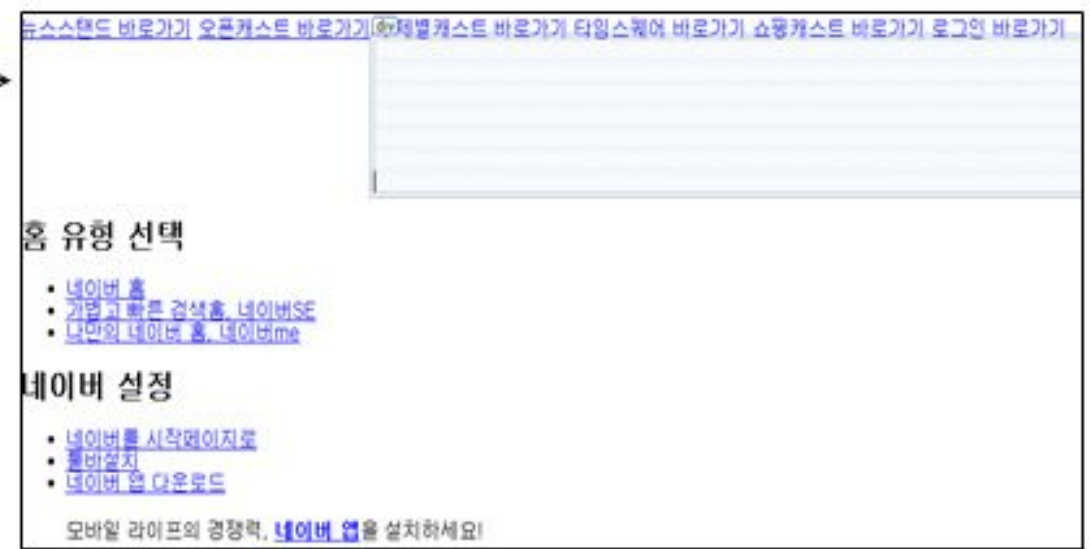 뉴스스탠드 바로가기 오픈캐스트 바로가기 제별캐스트 바로가기 타임스퀘어 바로가기 쇼핑캐스트 바로가기 로그인 바로가기
홈 유형 선택
• 네이버 홈
• 가볍고 빠른 검색홈, 네이버SE
• 나만의 네이버 홈, 네이버me
네이버 설정
• 네이버를 시작페이지로
• 툴바설치
• 네이버 앱 다운로드
모바일 라이프의 경쟁력, 네이버 앱을 설치하세요!